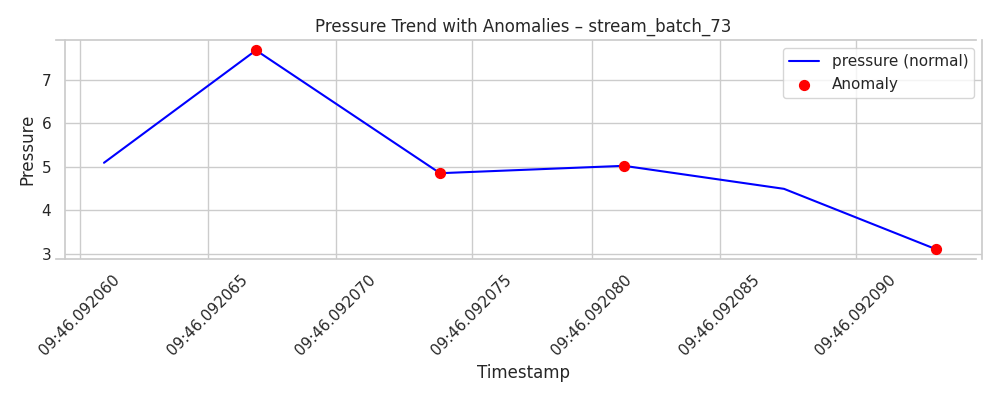 Pressure Trend with Anomalies – stream_batch_73
pressure (normal)
Anomaly
Pressure
7
6
5
4
3
09:46.092060
09:46.092065
09:46.092070
09:46.092075
09:46.092080
09:46.092085
09:46.092090
Timestamp